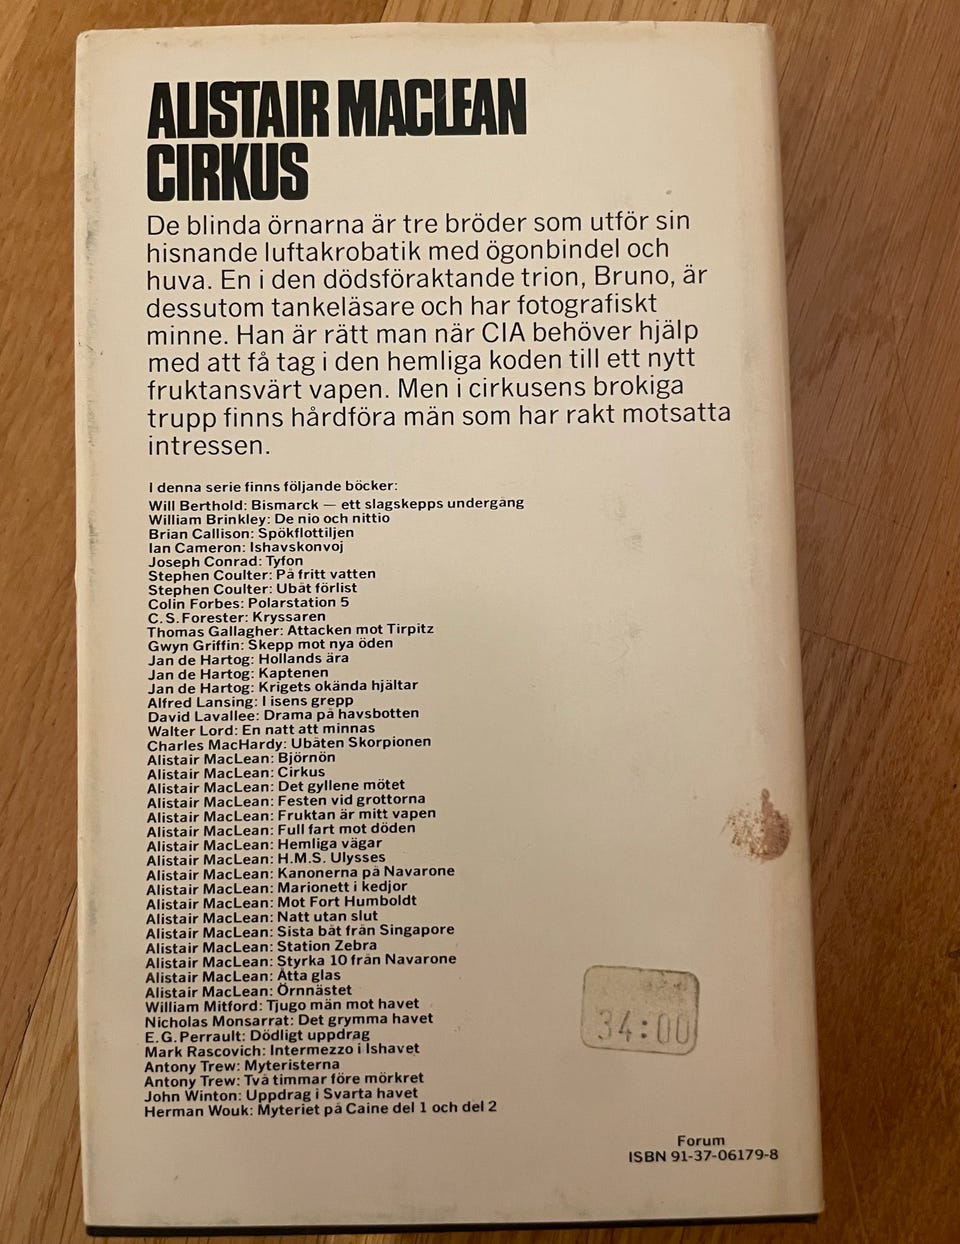 ALISTAIR MACLEAN
CIRKUS
De blinda örnarna är tre bröder som utför sin
hisnande luftakrobatik med ögonbindel och
huva. En i den dödsföraktande trion, Bruno, är
dessutom tankeläsare och har fotografiskt
minne. Han är rätt man när CIA behöver hjälp
med att få tag i den hemliga koden till ett nytt
fruktansvärt vapen. Men i cirkusens brokiga
trupp finns hårdföra män som har rakt motsatta
intressen.
I denna serie finns följande böcker:
Will Berthold: Bismarck — ett slagskepps undergång
William Brinkley: De nio och nittio
Brian Callison: Spökflottiljen
Ian Cameron: Ishavskonvoj
Joseph Conrad: Tyfon
Stephen Coulter: På fritt vatten
Stephen Coulter: Ubåt förlist
Colin Forbes: Polarstation 5
C.S. Forester: Kryssaren
Thomas Gallagher: Attacken mot Tirpitz
Gwyn Griffin: Skepp mot nya öden
Jan de Hartog: Hollands ära
Jan de Hartog: Kaptenen
Jan de Hartog: Krigets okända hjältar
Alfred Lansing: I isens grepp
David Lavallee: Drama på havsbotten
Walter Lord: En natt att minnas
Charles MacHardy: Ubåten Skorpionen
Alistair MacLean: Björnön
Alistair MacLean: Cirkus
Alistair MacLean: Det gyllene mötet
Alistair MacLean: Festen vid grottorna
Alistair MacLean: Fruktan är mitt vapen
Alistair MacLean: Full fart mot döden
Alistair MacLean: Hemliga vägar
Alistair MacLean: H.M.S. Ulysses
Alistair MacLean: Kanonerna på Navarone
Alistair MacLean: Marionett i kedjor
Alistair MacLean: Mot Fort Humboldt
Alistair MacLean: Natt utan slut
Alistair MacLean: Sista båt från Singapore
Alistair MacLean: Station Zebra
Alistair MacLean: Styrka 10 från Navarone
Alistair MacLean: Åtta glas
Alistair MacLean: Örnnästet
William Mitford: Tjugo män mot havet
Nicholas Monsarrat: Det grymma havet
E.G. Perrault: Dödligt uppdrag
Mark Rascovich: Intermezzo i Ishavet
Antony Trew: Myteristerna
Antony Trew: Två timmar före mörkret
John Winton: Uppdrag i Svarta havet
Herman Wouk: Myteriet på Caine del 1 och del 2
34:00
Forum
ISBN 91-37-06179-8